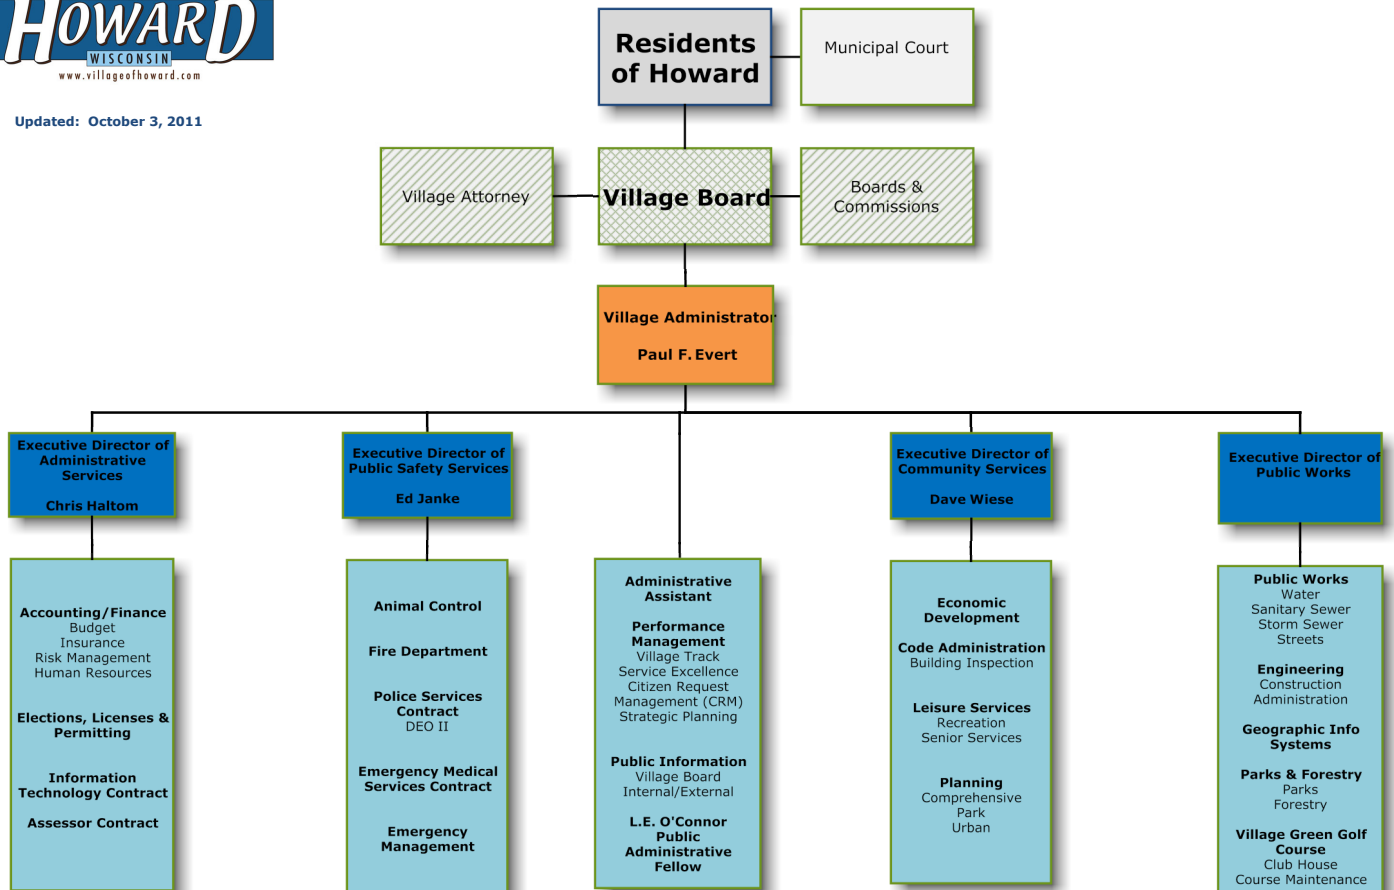 HOWARD
WISCONSIN
www.villageofhoward.com
Updated: October 3, 2011
Residents
of Howard
Municipal Court
Village Attorney
Village Board
Boards &
Commissions
Village Administrator
Paul F. Evert
Executive Director of
Administrative
Services
Chris Haltom
Executive Director of
Public Safety Services
Ed Janke
Executive Director of
Community Services
Dave Wiese
Executive Director of
Public Works
Accounting/Finance
Budget
Insurance
Risk Management
Human Resources
Elections, Licenses &
Permitting
Information
Technology Contract
Assessor Contract
Animal Control
Fire Department
Police Services
Contract
DEO II
Emergency Medical
Services Contract
Emergency
Management
Administrative
Assistant
Performance
Management
Village Track
Service Excellence
Citizen Request
Management (CRM)
Strategic Planning
Public Information
Village Board
Internal/External
L.E. O'Connor
Public
Administrative
Fellow
Economic
Development
Code Administration
Building Inspection
Leisure Services
Recreation
Senior Services
Planning
Comprehensive
Park
Urban
Public Works
Water
Sanitary Sewer
Storm Sewer
Streets
Engineering
Construction
Administration
Geographic Info
Systems
Parks & Forestry
Parks
Forestry
Village Green Golf
Course
Club House
Course Maintenance